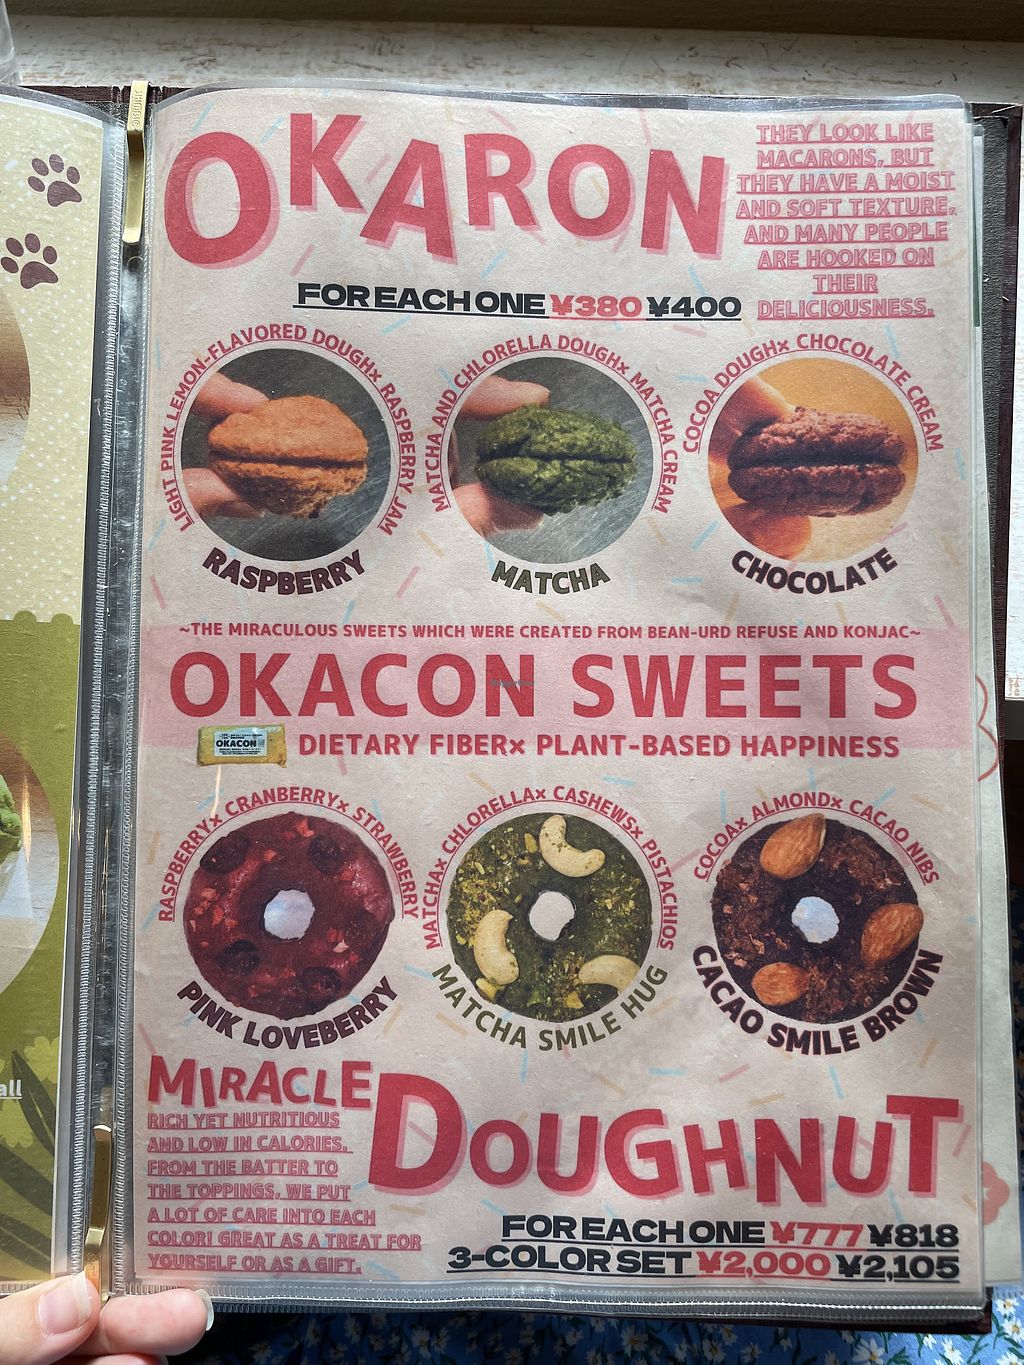 OKARON
THEY LOOK LIKE
MACARONS, BUT
THEY HAVE A MOIST
AND SOFT TEXTURE,
AND MANY PEOPLE
ARE HOOKED ON
THEIR
DELICIOUSNESS.
FOR EACH ONE ¥380 ¥400
LIGHT PINK LEMON-FLAVORED DOUGH× RASPBERRY JAM
RASPBERRY
MATCHA AND CHLORELLA DOUGH× MATCHA CREAM
MATCHA
COCOA DOUGH× CHOCOLATE CREAM
CHOCOLATE
~THE MIRACULOUS SWEETS WHICH WERE CREATED FROM BEAN-URD REFUSE AND KONJAC~
OKACON SWEETS
OKACON
DIETARY FIBER× PLANT-BASED HAPPINESS
RASPBERRY× CRANBERRY× STRAWBERRY
PINK LOVEBERRY
MATCHA× CHLORELLA× CASHEWS× PISTACHIOS
MATCHA SMILE HUG
COCOA× ALMOND× CACAO NIBS
CACAO SMILE BROWN
MIRACLE
DOUGHNUT
RICH YET NUTRITIOUS
AND LOW IN CALORIES.
FROM THE BATTER TO
THE TOPPINGS, WE PUT
A LOT OF CARE INTO EACH
COLOR! GREAT AS A TREAT FOR
YOURSELF OR AS A GIFT.
FOR EACH ONE ¥777 ¥818
3-COLOR SET ¥2,000 ¥2,105
all